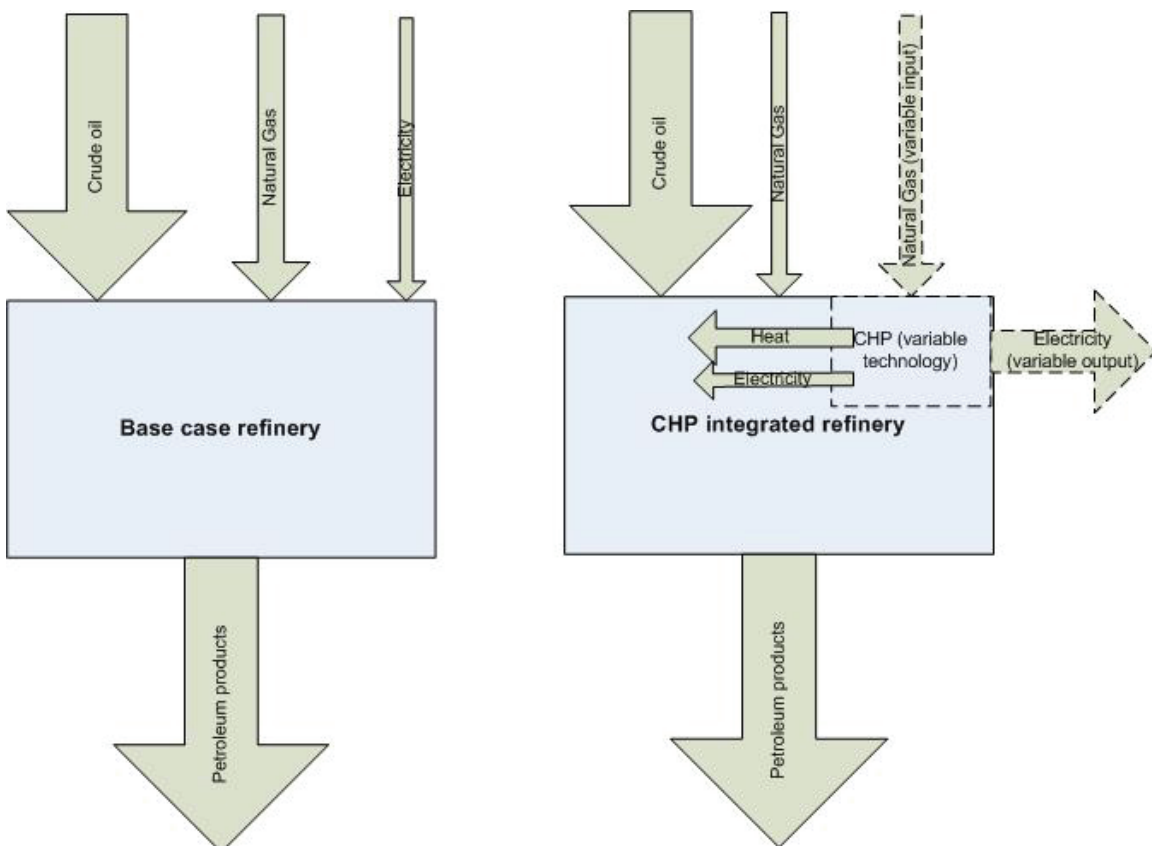 Crude oil
Natural Gas
Electricity
Base case refinery
Petroleum products
Crude oil
Natural Gas
Natural Gas (variable input)
Heat
Electricity
CHP (variable
technology)
Electricity
(variable output)
CHP integrated refinery
Petroleum products